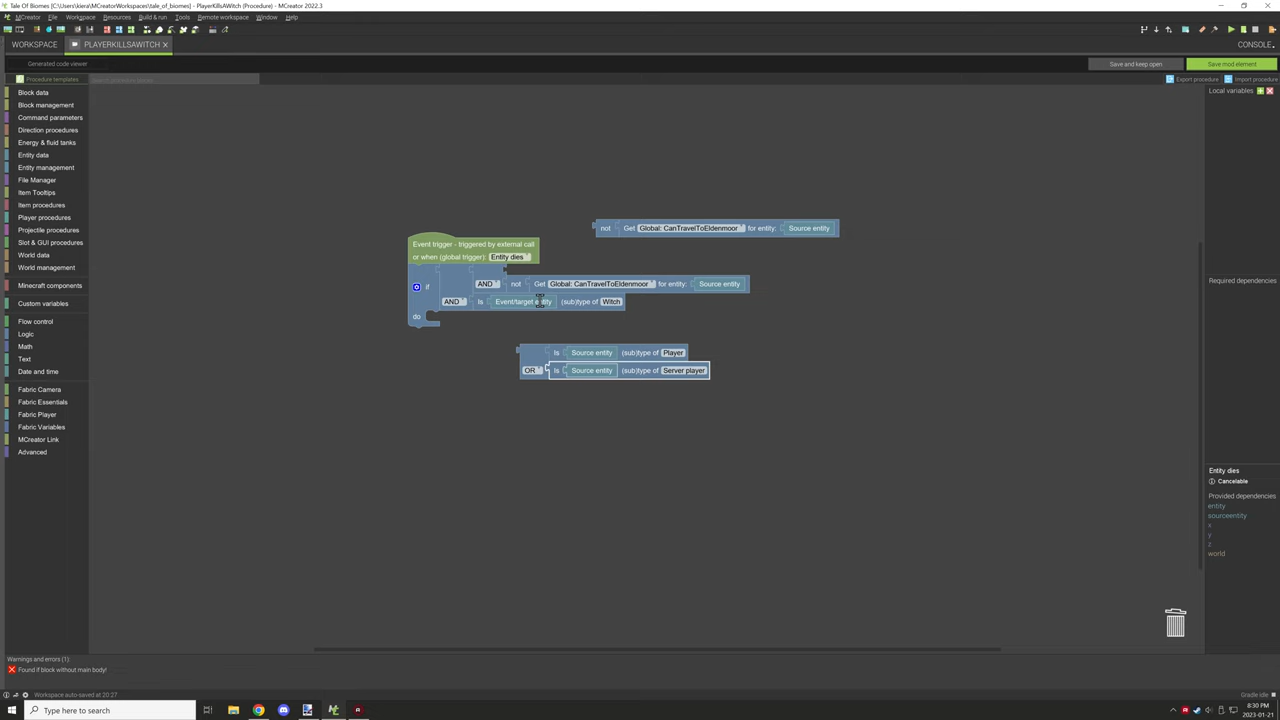 Tale Of Biomes [C:\Users\kiera\MCreatorWorkspaces\tale_of_biomes] - PlayerKillsAWitch (Procedure) - MCreator 2022.3
MCreator File Workspace Resources Build & run Tools Remote workspace Window Help
WORKSPACE PLAYERKILLSAWITCH CONSOLE
Generated code viewer Save and keep open Save mod element
Procedure templates Export procedure Import procedure
Block data
Block management
Command parameters
Direction procedures
Energy & fluid tanks
Entity data
Entity management
File Manager
Item Tooltips
Item procedures
Player procedures
Projectile procedures
Slot & GUI procedures
World data
World management
Minecraft components
Custom variables
Flow control
Logic
Math
Text
Date and time
Fabric Camera
Fabric Essentials
Fabric Player
Fabric Variables
MCreator Link
Advanced
not Get Global: CanTravelToEldenmoor for entity: Source entity
Event trigger - triggered by external call
or when (global trigger): Entity dies
if AND not Get Global: CanTravelToEldenmoor for entity: Source entity
AND Is Event/target entity (sub)type of Witch
do
Is Source entity (sub)type of Player
OR Is Source entity (sub)type of Server player
Local variables
Required dependencies
Entity dies
Cancelable
Provided dependencies
entity
sourceentity
x
y
z
world
Warnings and errors (1):
Found if block without main body!
Workspace auto-saved at 20:27 Gradle idle
Type here to search
8:30 PM
2023-01-21